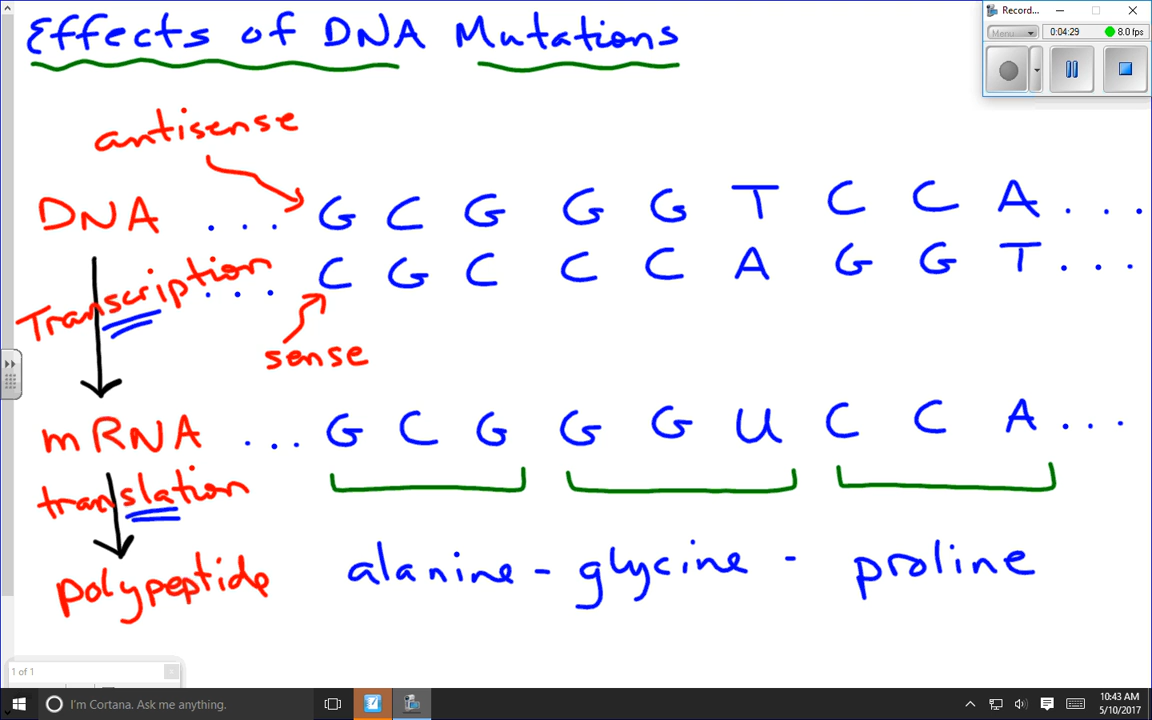 Effects of DNA Mutations
Record...
Menu
0:04:29
8.0 fps
antisense
DNA ... G C G G G T C C A ...
... C G C C C A G G T ...
Transcription
sense
mRNA ... G C G G G U C C A ...
translation
polypeptide alanine - glycine - proline
1 of 1
I'm Cortana. Ask me anything.
10:43 AM
5/10/2017